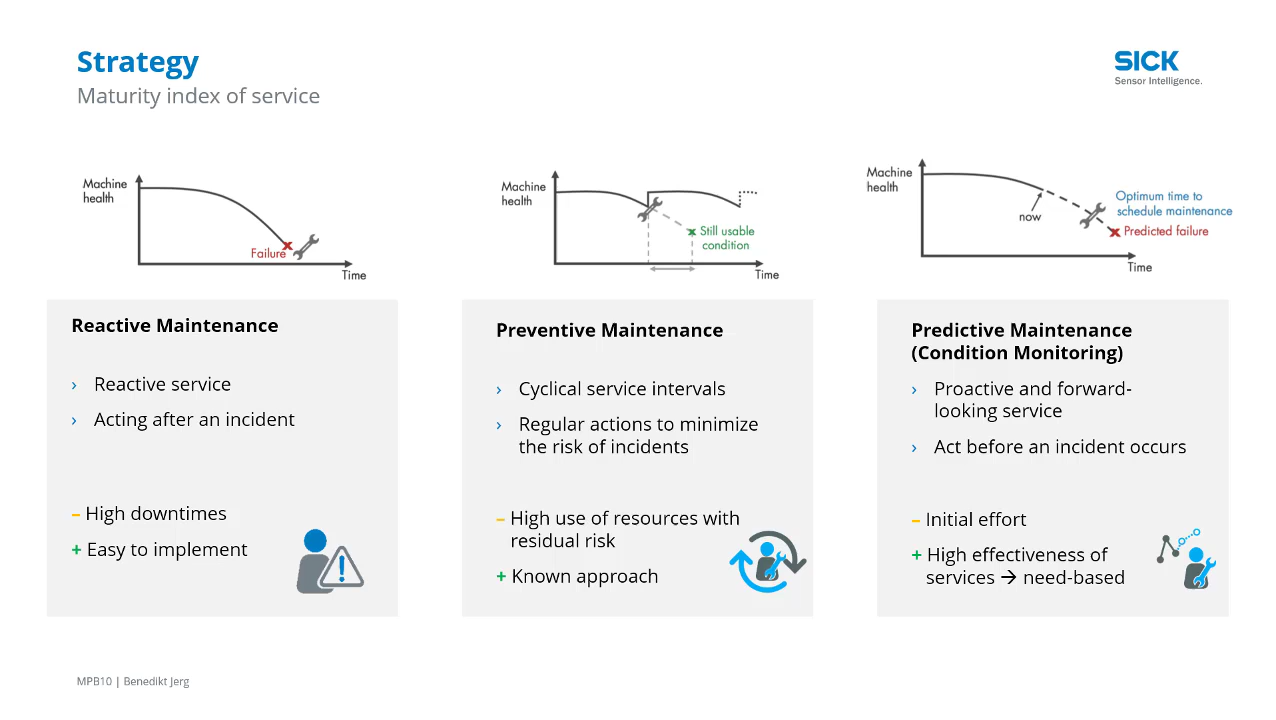 Strategy
Maturity index of service
SICK
Sensor Intelligence.
Machine
health
Failure
Time
Machine
health
Still usable
condition
Time
Machine
health
now
Optimum time to
schedule maintenance
Predicted failure
Time
Reactive Maintenance
› Reactive service
› Acting after an incident
– High downtimes
+ Easy to implement
!
Preventive Maintenance
› Cyclical service intervals
› Regular actions to minimize
the risk of incidents
– High use of resources with
residual risk
+ Known approach
Predictive Maintenance
(Condition Monitoring)
› Proactive and forward-
looking service
› Act before an incident occurs
– Initial effort
+ High effectiveness of
services → need-based
MPB10 | Benedikt Jerg